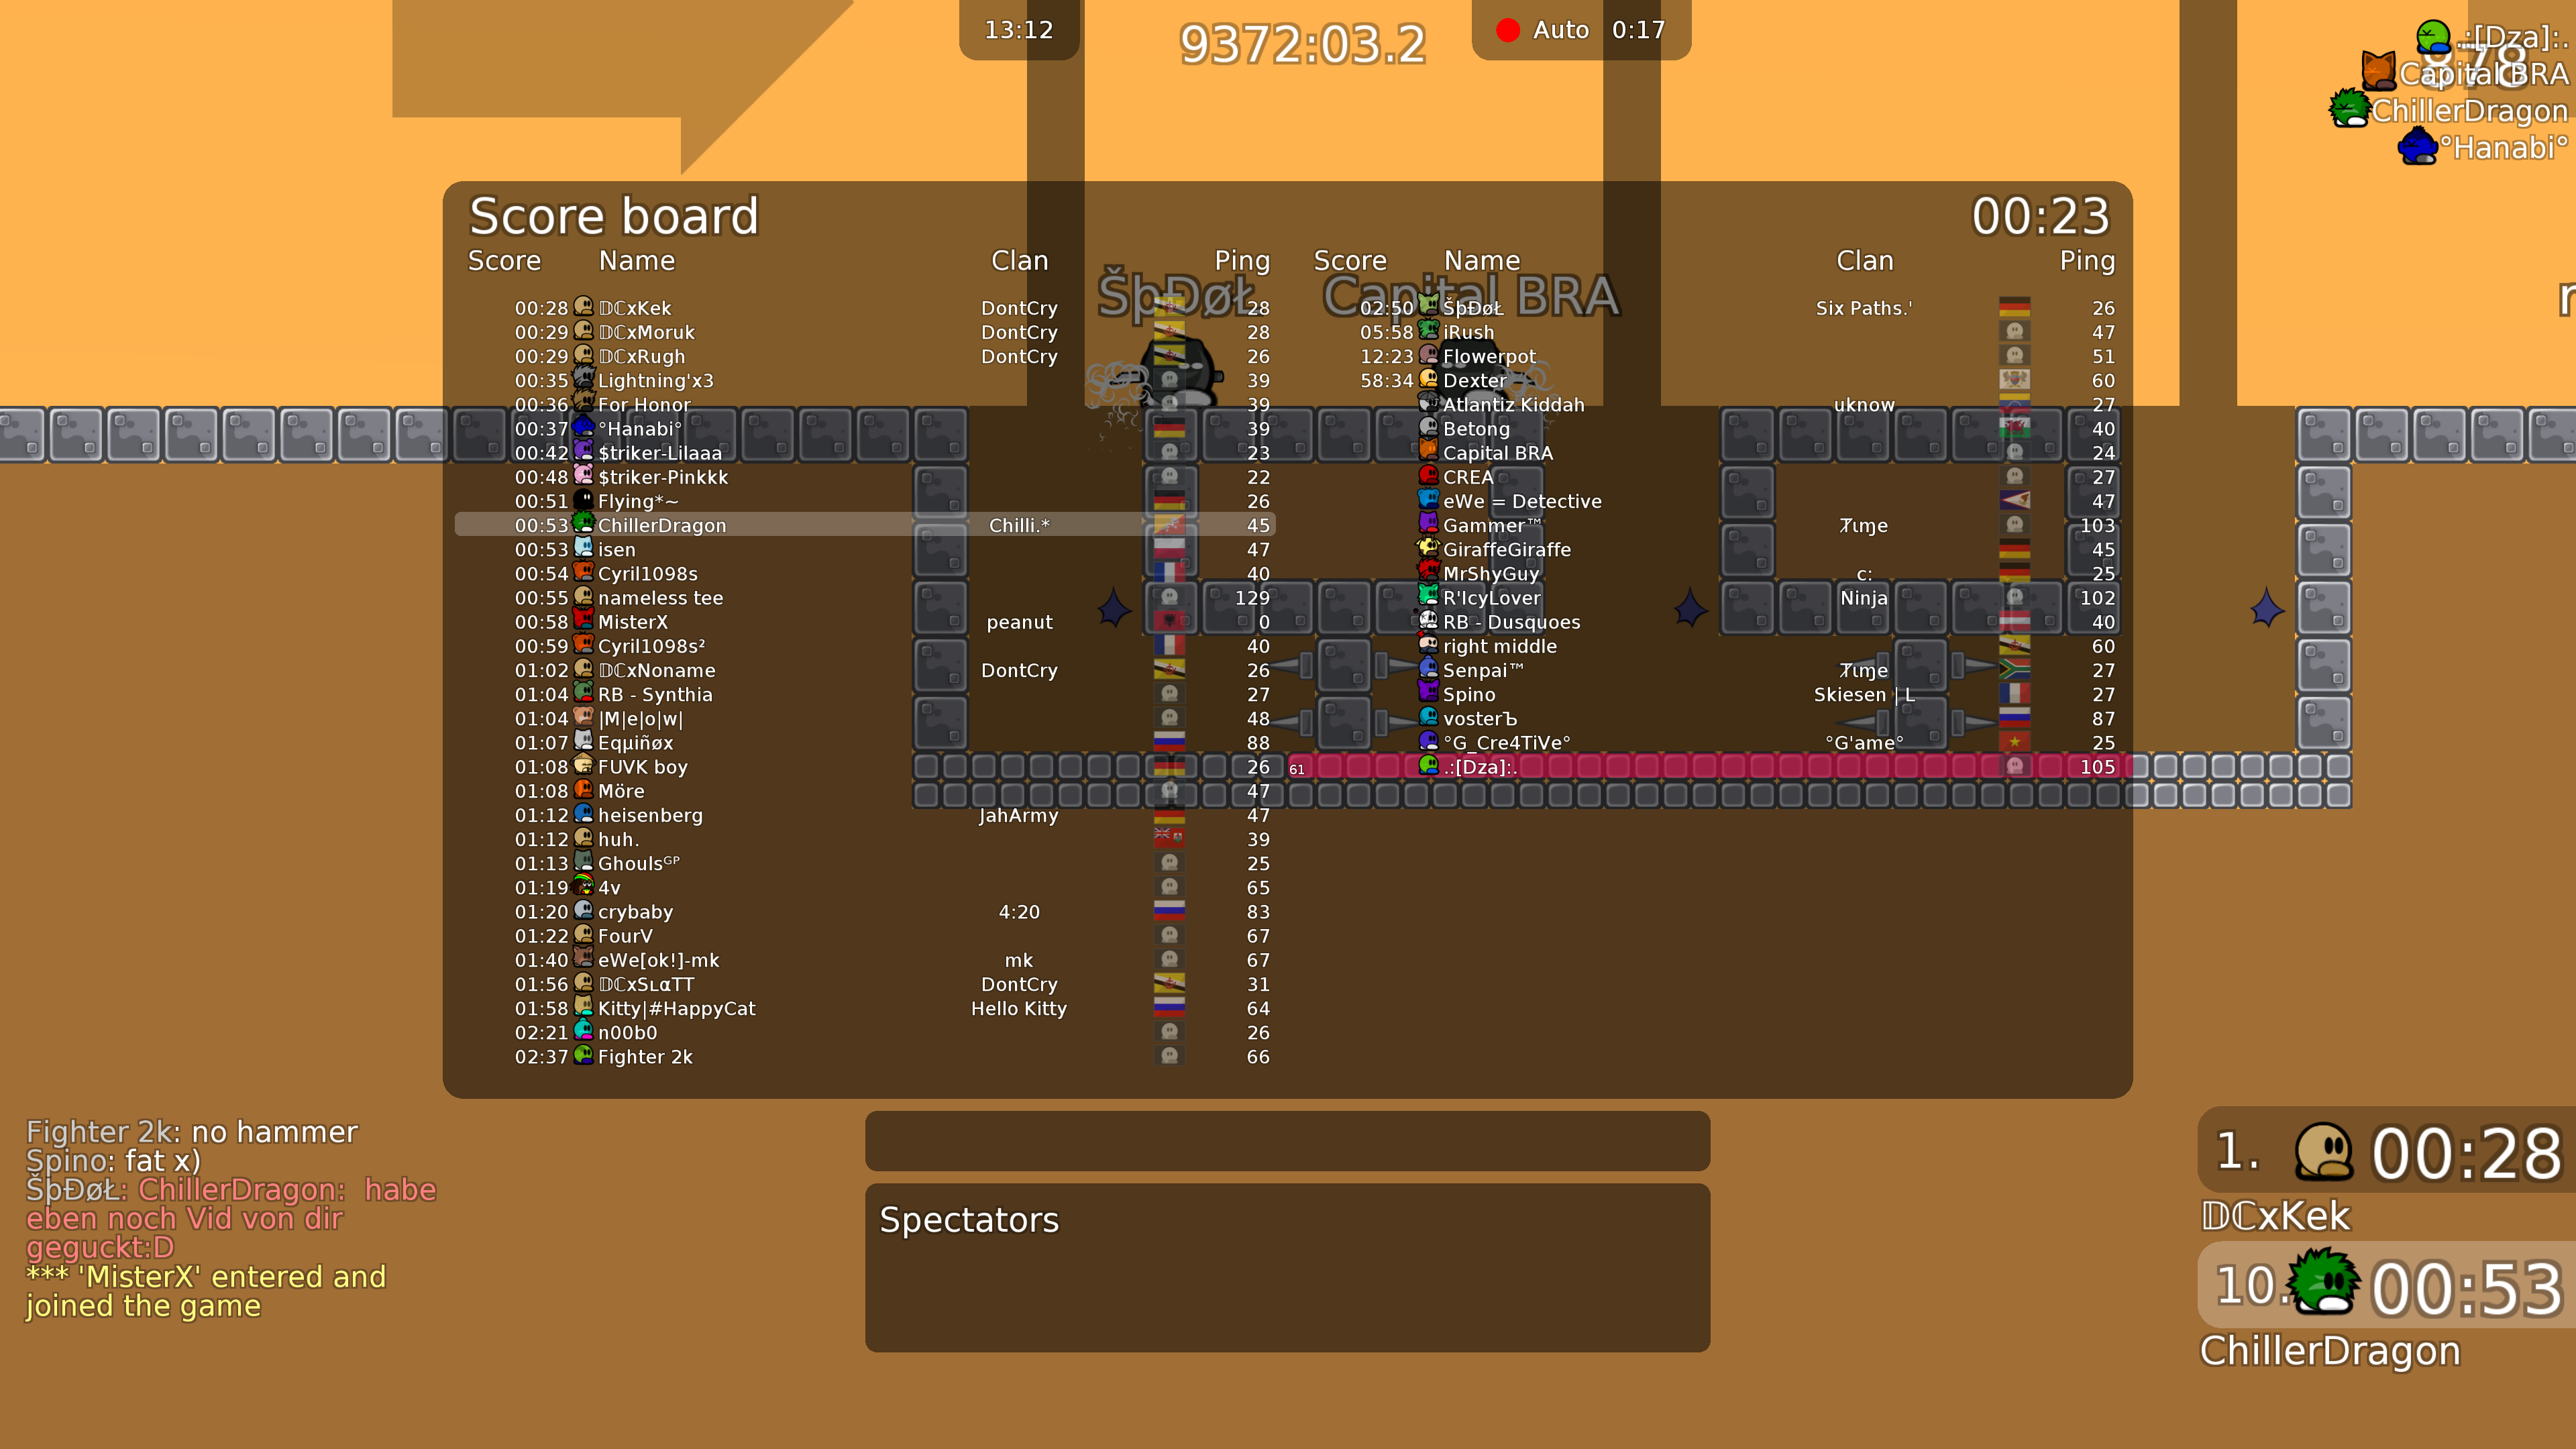 13:12
9372:03.2
Auto 0:17
.:[Dza]:.
Capital BRA
ChillerDragon
°Hanabi°
Score board 00:23
Score Name Clan Ping Score Name Clan Ping
ŠþĐøŁ Capital BRA
00:28 𝔻ℂxKek DontCry 28
00:29 𝔻ℂxMoruk DontCry 28
00:29 𝔻ℂxRugh DontCry 26
00:35 Lightning'x3 39
00:36 For Honor 39
00:37 °Hanabi° 39
00:42 $triker-Lilaaa 23
00:48 $triker-Pinkkk 22
00:51 Flying*~ 26
00:53 ChillerDragon Chilli.* 45
00:53 isen 47
00:54 Cyril1098s 40
00:55 nameless tee 129
00:58 MisterX peanut 0
00:59 Cyril1098s² 40
01:02 𝔻ℂxNoname DontCry 26
01:04 RB - Synthia 27
01:04 |M|e|o|w| 48
01:07 Eqµiñøx 88
01:08 FUVK boy 26
01:08 Möre 47
01:12 heisenberg JahArmy 47
01:12 huh. 39
01:13 Ghoulsᴳᴾ 25
01:19 4v 65
01:20 crybaby 4:20 83
01:22 FourV 67
01:40 eWe[ok!]-mk mk 67
01:56 𝔻ℂxSʟαTT DontCry 31
01:58 Kitty|#HappyCat Hello Kitty 64
02:21 n00b0 26
02:37 Fighter 2k 66
02:50 ŠþĐøŁ Six Paths.' 26
05:58 iRush 47
12:23 Flowerpot 51
58:34 Dexter 60
Atlantiz Kiddah uknow 27
Betong 40
Capital BRA 24
CREA 27
eWe = Detective 47
Gammer™ 103
GiraffeGiraffe 45
MrShyGuy c: 25
R'IcyLover Ninja 102
RB - Dusquoes 40
right middle 60
Senpai™ 27
Spino Skiesen | L 27
vosterЪ 87
°G_Cre4TiVe° °G'ame° 25
61 .:[Dza]:. 105
Fighter 2k: no hammer
Spino: fat x)
ŠþĐøŁ: ChillerDragon: habe
eben noch Vid von dir
geguckt:D
*** 'MisterX' entered and
joined the game
Spectators
1. 00:28
𝔻ℂxKek
10. 00:53
ChillerDragon